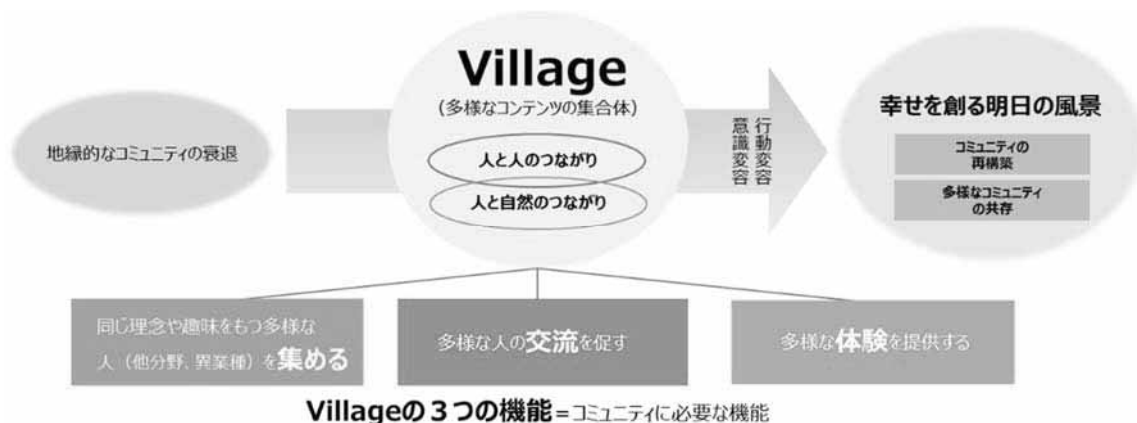 地縁的なコミュニティの衰退
Village
(多様なコンテンツの集合体)
人と人のつながり
人と自然のつながり
行動変容
意識変容
幸せを創る明日の風景
コミュニティの
再構築
多様なコミュニティ
の共存
同じ理念や趣味をもつ多様な
人（他分野、異業種）を集める
多様な人の交流を促す
多様な体験を提供する
Villageの３つの機能=コミュニティに必要な機能